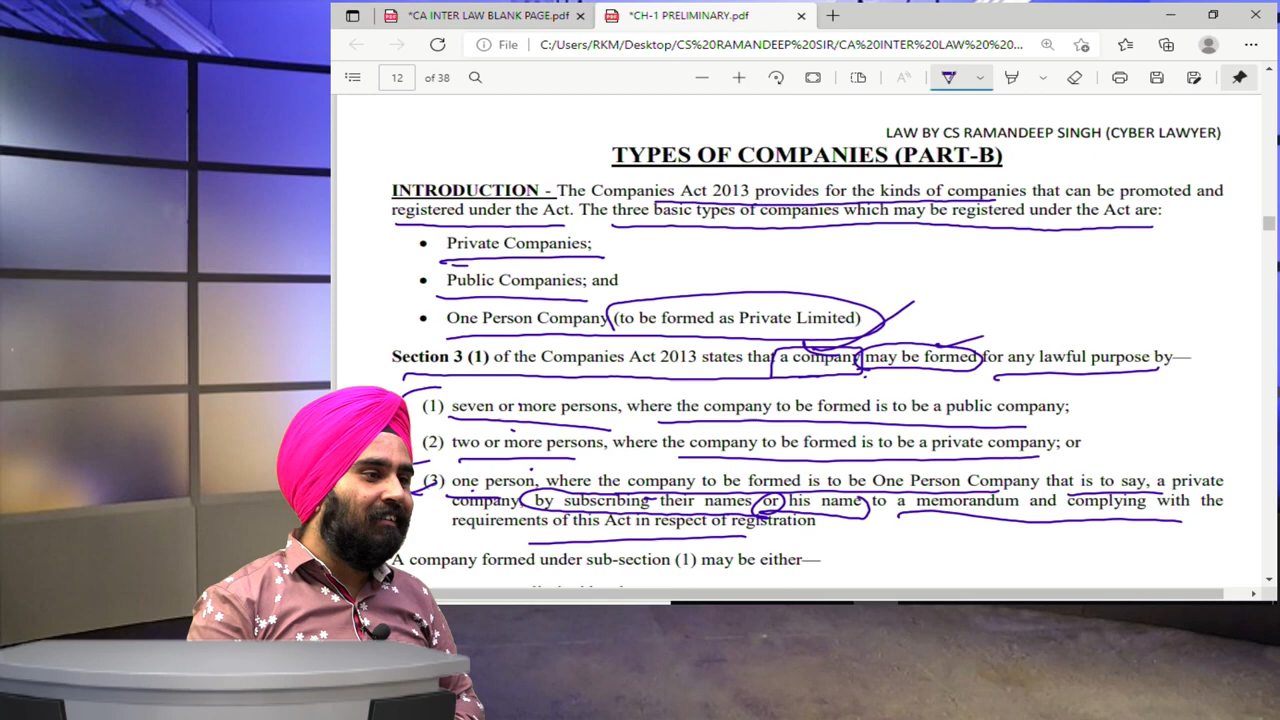 *CA INTER LAW BLANK PAGE.pdf
*CH-1 PRELIMINARY.pdf
File
C:/Users/RKM/Desktop/CS%20RAMANDEEP%20SIR/CA%20INTER%20LAW%20%20...
12 of 38
LAW BY CS RAMANDEEP SINGH (CYBER LAWYER)
TYPES OF COMPANIES (PART-B)
INTRODUCTION - The Companies Act 2013 provides for the kinds of companies that can be promoted and
registered under the Act. The three basic types of companies which may be registered under the Act are:
• Private Companies;
• Public Companies; and
• One Person Company (to be formed as Private Limited)
Section 3 (1) of the Companies Act 2013 states that a company may be formed for any lawful purpose by—
(1) seven or more persons, where the company to be formed is to be a public company;
(2) two or more persons, where the company to be formed is to be a private company; or
(3) one person, where the company to be formed is to be One Person Company that is to say, a private
company, by subscribing their names or his name to a memorandum and complying with the
requirements of this Act in respect of registration
A company formed under sub-section (1) may be either—